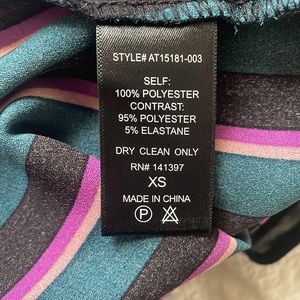 STYLE# AT15181-003
SELF:
100% POLYESTER
CONTRAST:
95% POLYESTER
5% ELASTANE
DRY CLEAN ONLY
RN# 141397
XS
MADE IN CHINA
P